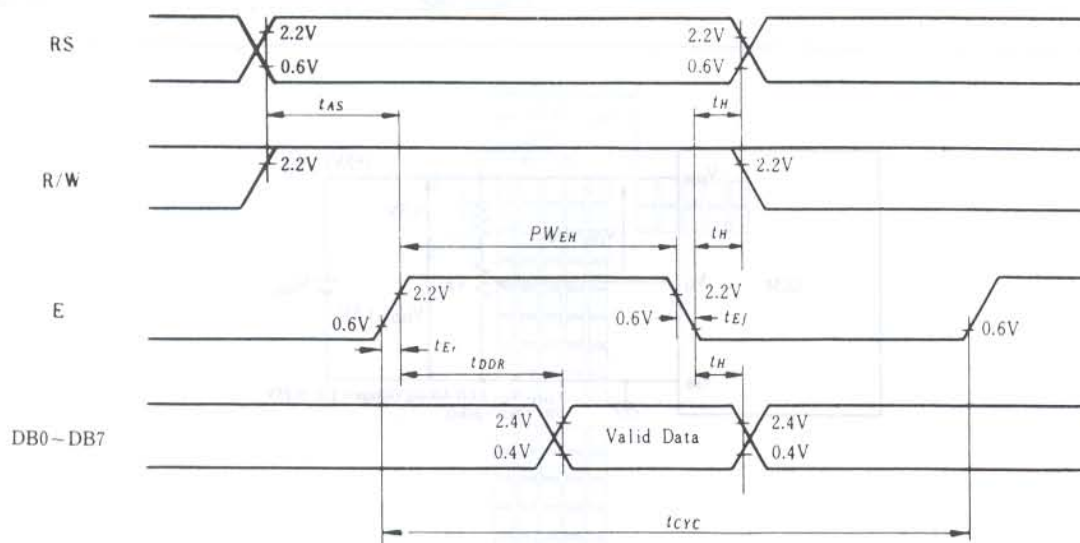 RS
2.2V
0.6V
2.2V
0.6V
tAS
tH
R/W
2.2V
2.2V
PWEH
tH
E
2.2V
0.6V
2.2V
0.6V
tEf
0.6V
tEr
tDDR
tH
DB0~DB7
2.4V
0.4V
Valid Data
2.4V
0.4V
tCYC